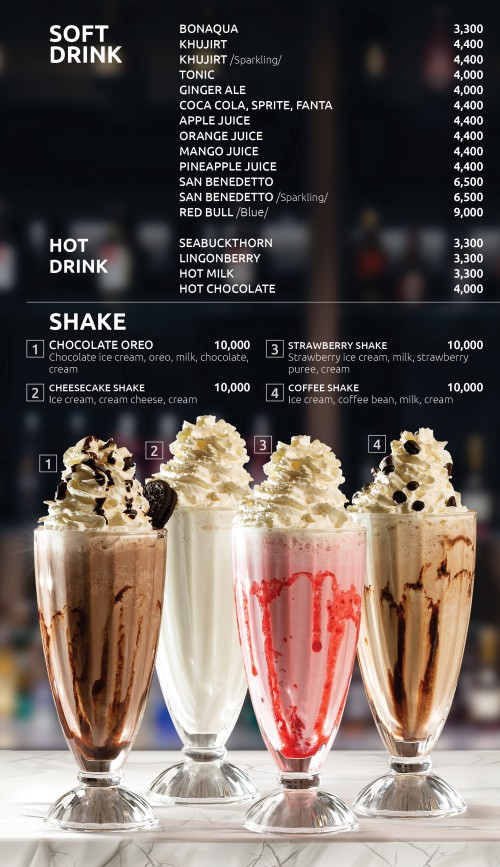 SOFT
DRINK
BONAQUA 3,300
KHUJIRT 4,400
KHUJIRT /Sparkling/ 4,400
TONIC 4,000
GINGER ALE 4,000
COCA COLA, SPRITE, FANTA 4,400
APPLE JUICE 4,400
ORANGE JUICE 4,400
MANGO JUICE 4,400
PINEAPPLE JUICE 4,400
SAN BENEDETTO 6,500
SAN BENEDETTO /Sparkling/ 6,500
RED BULL /Blue/ 9,000
HOT
DRINK
SEABUCKTHORN 3,300
LINGONBERRY 3,300
HOT MILK 3,300
HOT CHOCOLATE 4,000
SHAKE
1 CHOCOLATE OREO 10,000
Chocolate ice cream, oreo, milk, chocolate,
cream
2 CHEESECAKE SHAKE 10,000
Ice cream, cream cheese, cream
3 STRAWBERRY SHAKE 10,000
Strawberry ice cream, milk, strawberry
puree, cream
4 COFFEE SHAKE 10,000
Ice cream, coffee bean, milk, cream
1
2
3
4